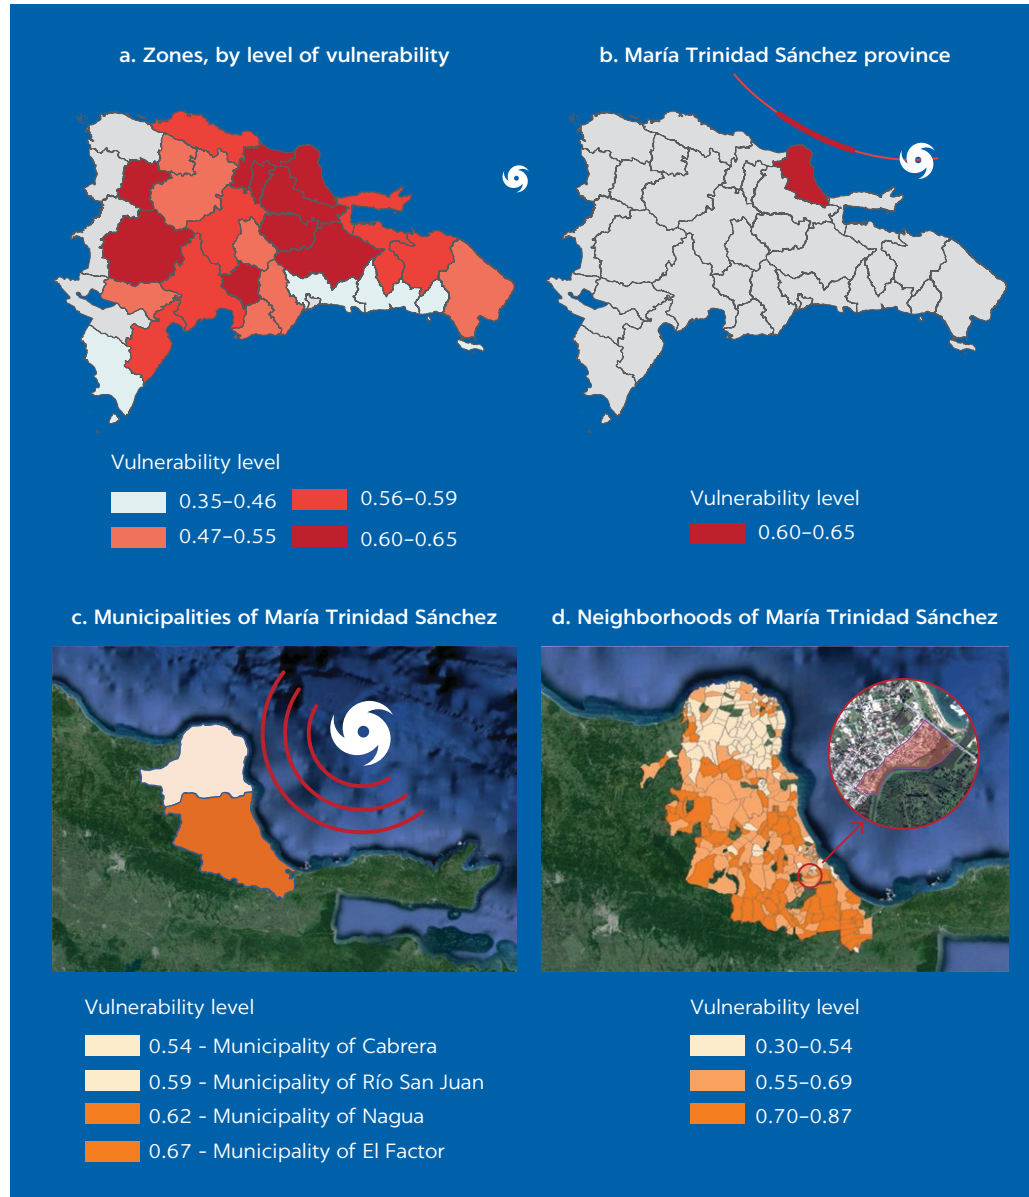 a. Zones, by level of vulnerability
b. María Trinidad Sánchez province
Vulnerability level
0.35–0.46
0.56–0.59
0.47–0.55
0.60–0.65
Vulnerability level
0.60–0.65
c. Municipalities of María Trinidad Sánchez
d. Neighborhoods of María Trinidad Sánchez
Vulnerability level
0.54 - Municipality of Cabrera
0.59 - Municipality of Río San Juan
0.62 - Municipality of Nagua
0.67 - Municipality of El Factor
Vulnerability level
0.30–0.54
0.55–0.69
0.70–0.87